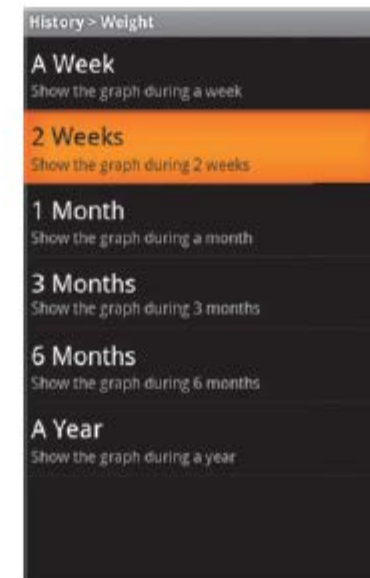 History > Weight
A Week
Show the graph during a week
2 Weeks
Show the graph during 2 weeks
1 Month
Show the graph during a month
3 Months
Show the graph during 3 months
6 Months
Show the graph during 6 months
A Year
Show the graph during a year